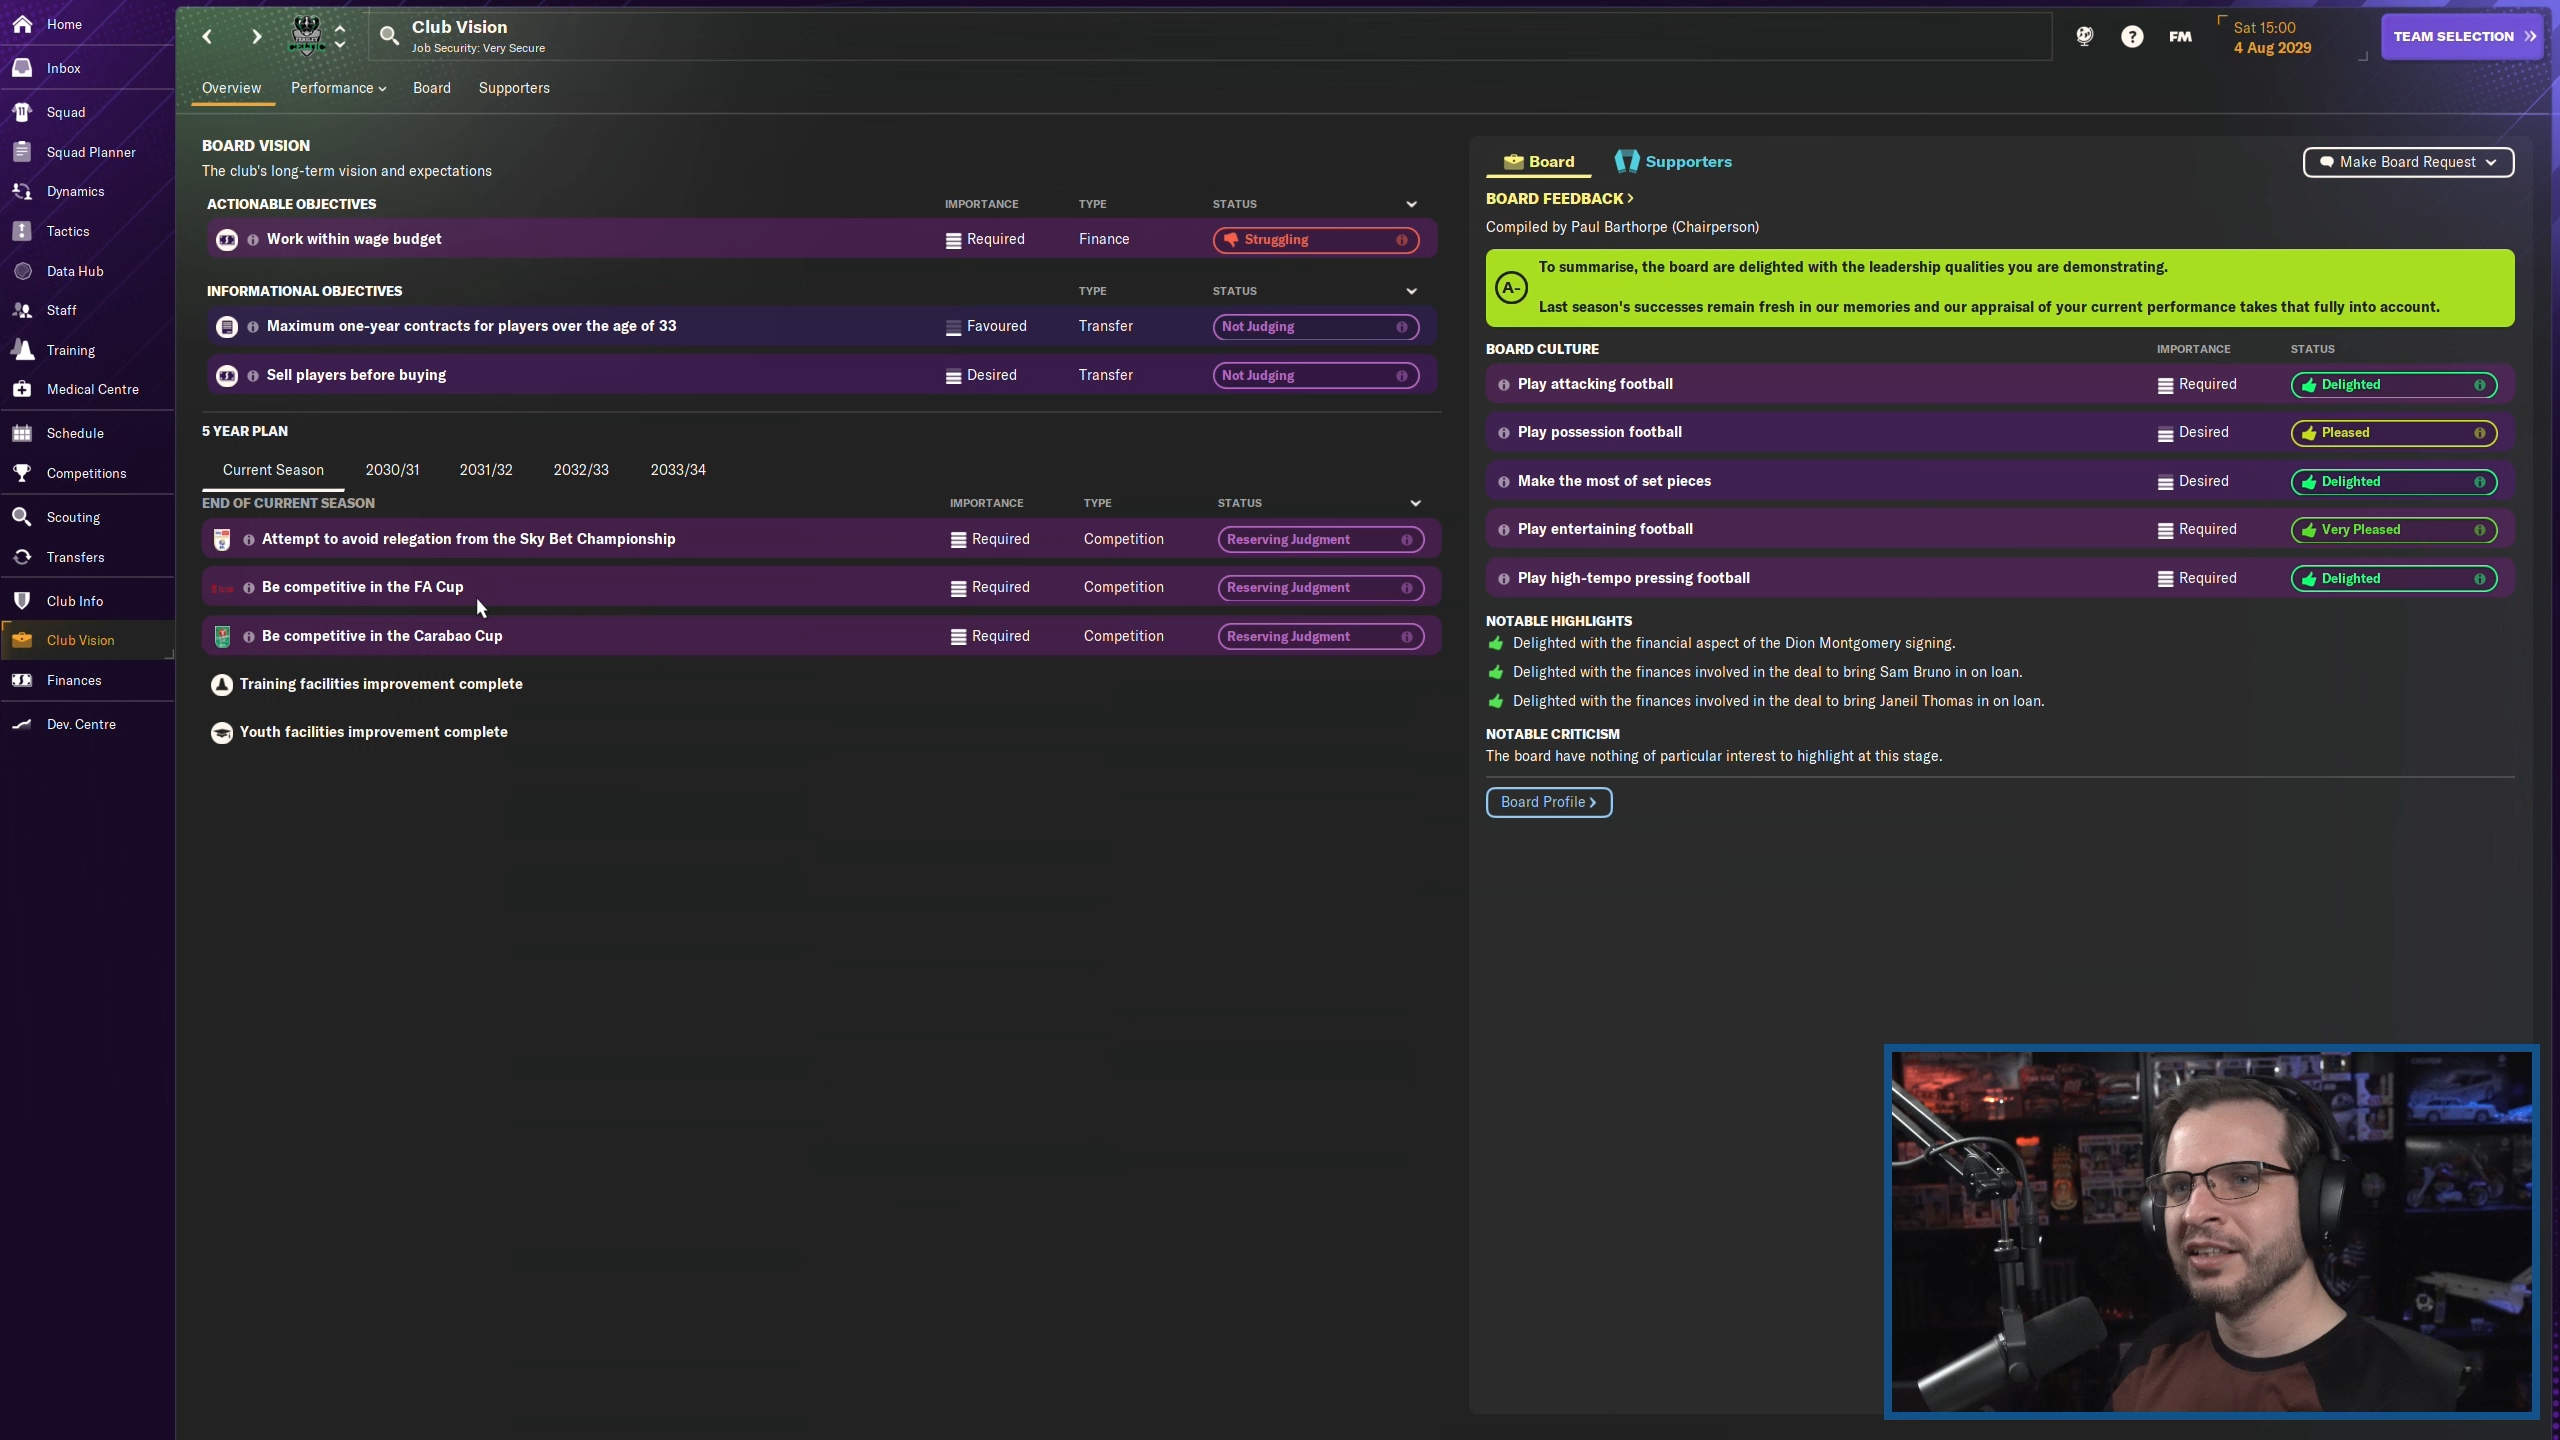 Home
Inbox
Squad
Squad Planner
Dynamics
Tactics
Data Hub
Staff
Training
Medical Centre
Schedule
Competitions
Scouting
Transfers
Club Info
Club Vision
Finances
Dev. Centre
CELTIC
Club Vision
Job Security: Very Secure
FM
Sat 15:00
4 Aug 2029
TEAM SELECTION
Overview
Performance
Board
Supporters
BOARD VISION
The club's long-term vision and expectations
ACTIONABLE OBJECTIVES IMPORTANCE TYPE STATUS
Work within wage budget Required Finance Struggling
INFORMATIONAL OBJECTIVES TYPE STATUS
Maximum one-year contracts for players over the age of 33 Favoured Transfer Not Judging
Sell players before buying Desired Transfer Not Judging
5 YEAR PLAN
Current Season 2030/31 2031/32 2032/33 2033/34
END OF CURRENT SEASON IMPORTANCE TYPE STATUS
Attempt to avoid relegation from the Sky Bet Championship Required Competition Reserving Judgment
Be competitive in the FA Cup Required Competition Reserving Judgment
Be competitive in the Carabao Cup Required Competition Reserving Judgment
Training facilities improvement complete
Youth facilities improvement complete
Board
Supporters
Make Board Request
BOARD FEEDBACK
Compiled by Paul Barthorpe (Chairperson)
A-
To summarise, the board are delighted with the leadership qualities you are demonstrating.
Last season's successes remain fresh in our memories and our appraisal of your current performance takes that fully into account.
BOARD CULTURE IMPORTANCE STATUS
Play attacking football Required Delighted
Play possession football Desired Pleased
Make the most of set pieces Desired Delighted
Play entertaining football Required Very Pleased
Play high-tempo pressing football Required Delighted
NOTABLE HIGHLIGHTS
Delighted with the financial aspect of the Dion Montgomery signing.
Delighted with the finances involved in the deal to bring Sam Bruno in on loan.
Delighted with the finances involved in the deal to bring Janeil Thomas in on loan.
NOTABLE CRITICISM
The board have nothing of particular interest to highlight at this stage.
Board Profile